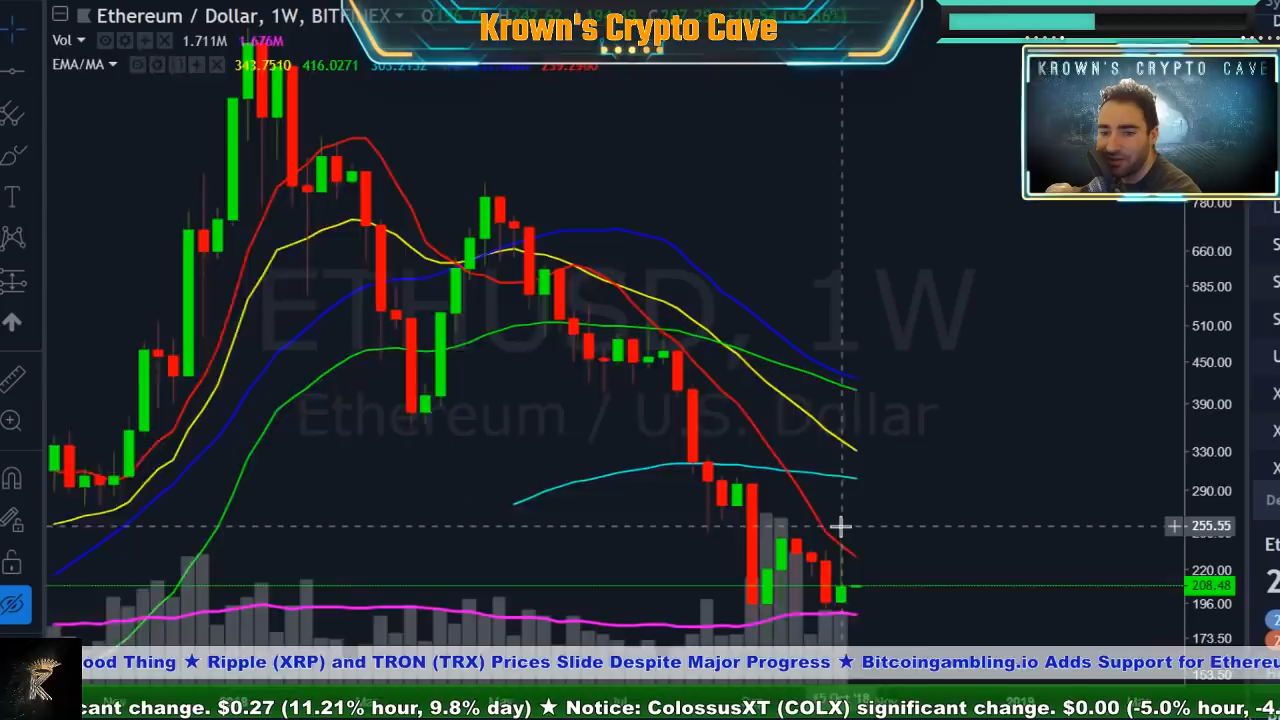 Ethereum / Dollar, 1W, BITFINEX
Krown's Crypto Cave
Vol 1.711M 1.676M
EMA/MA 343.7510 416.0271
KROWN'S CRYPTO CAVE
780.00
660.00
585.00
510.00
450.00
390.00
330.00
290.00
255.55
220.00
208.48
196.00
173.50
153.50
ETHUSD, 1W
Ethereum / U.S. Dollar
ood Thing ★ Ripple (XRP) and TRON (TRX) Prices Slide Despite Major Progress ★ Bitcoingambling.io Adds Support for Ethereu
2019
cant change. $0.27 (11.21% hour, 9.8% day) ★ Notice: ColossusXT (COLX) significant change. $0.00 (-5.0% hour, -4.